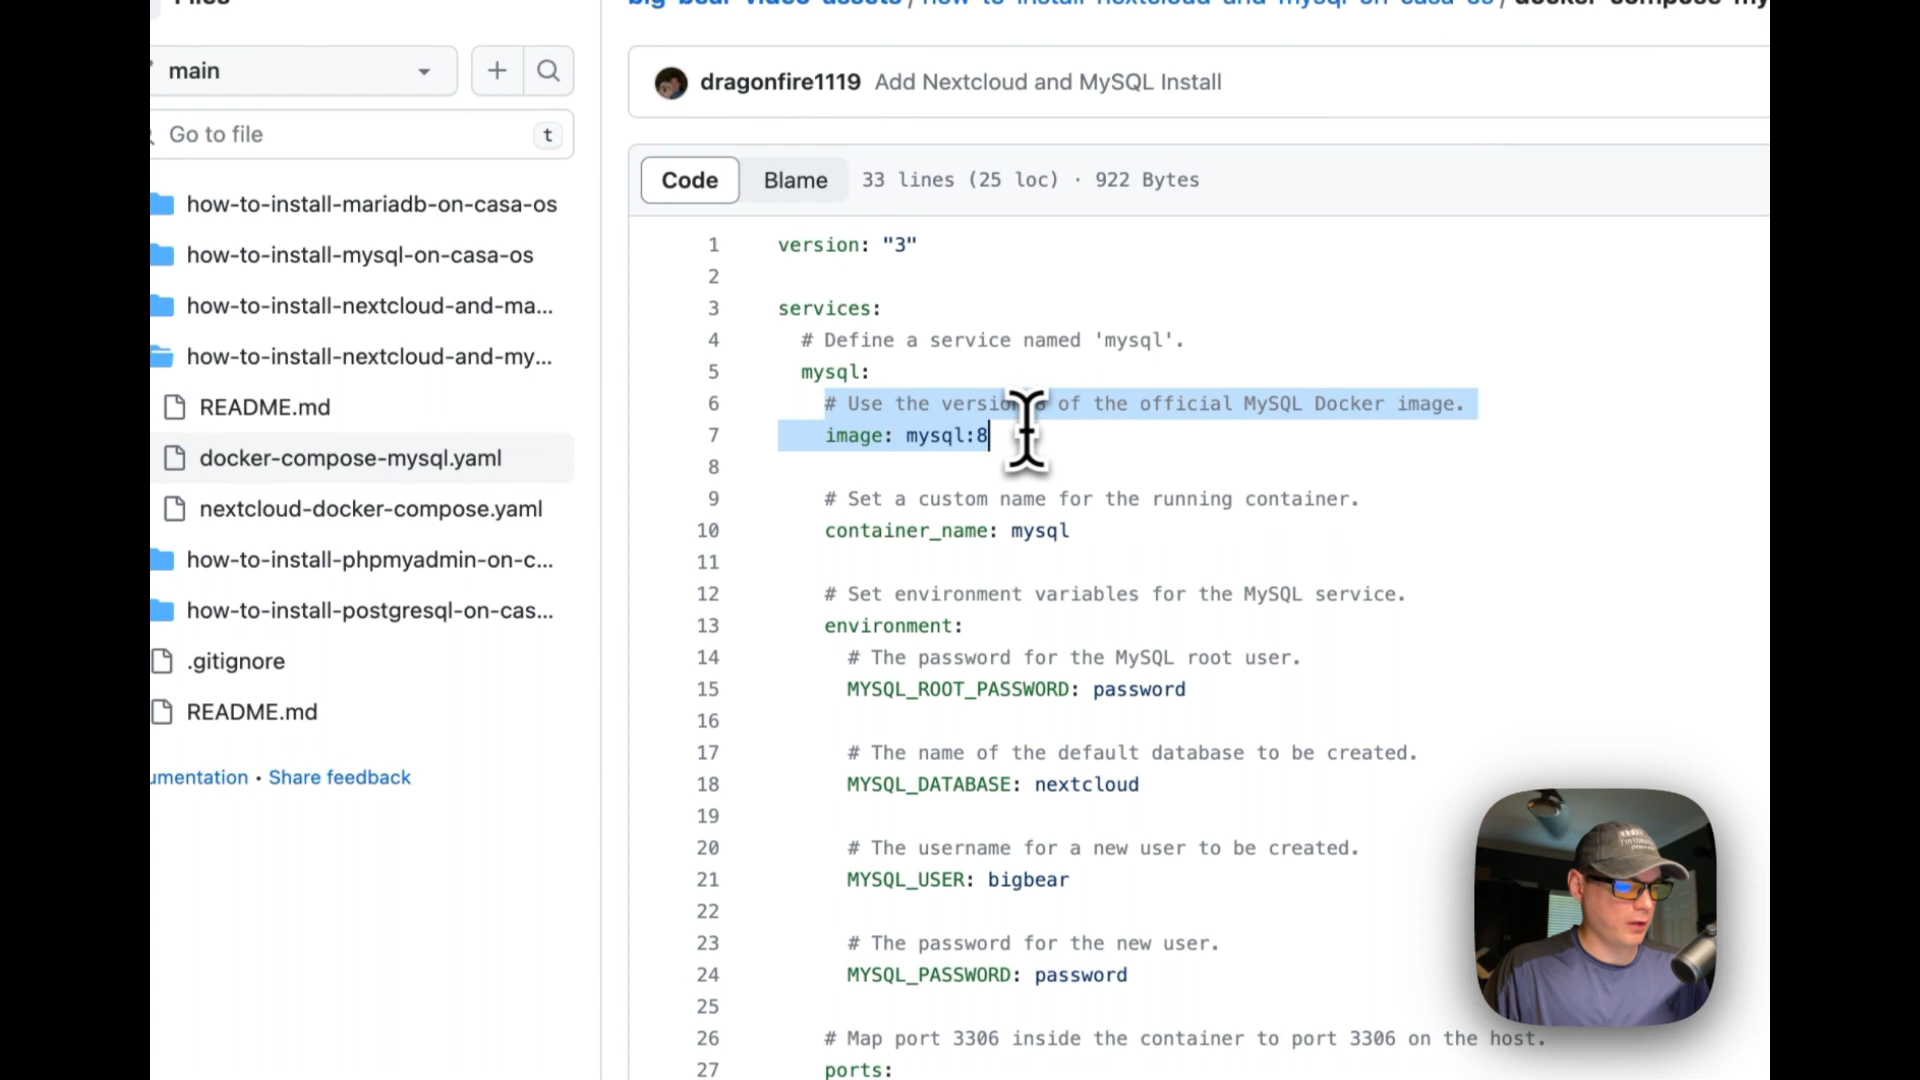 main
dragonfire1119 Add Nextcloud and MySQL Install
Go to file
t
Code Blame 33 lines (25 loc) · 922 Bytes
how-to-install-mariadb-on-casa-os
how-to-install-mysql-on-casa-os
how-to-install-nextcloud-and-ma...
how-to-install-nextcloud-and-my...
README.md
docker-compose-mysql.yaml
nextcloud-docker-compose.yaml
how-to-install-phpmyadmin-on-c...
how-to-install-postgresql-on-cas...
.gitignore
README.md
umentation • Share feedback
1 version: "3"
2
3 services:
4 # Define a service named 'mysql'.
5 mysql:
6 # Use the version 8 of the official MySQL Docker image.
7 image: mysql:8
8
9 # Set a custom name for the running container.
10 container_name: mysql
11
12 # Set environment variables for the MySQL service.
13 environment:
14 # The password for the MySQL root user.
15 MYSQL_ROOT_PASSWORD: password
16
17 # The name of the default database to be created.
18 MYSQL_DATABASE: nextcloud
19
20 # The username for a new user to be created.
21 MYSQL_USER: bigbear
22
23 # The password for the new user.
24 MYSQL_PASSWORD: password
25
26 # Map port 3306 inside the container to port 3306 on the host.
27 ports: